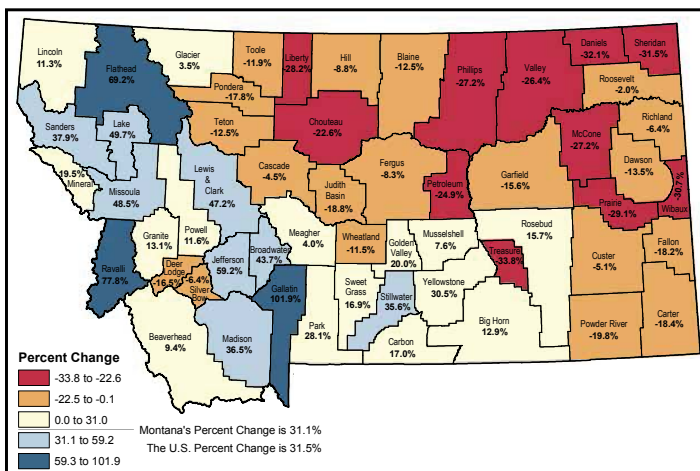 Lincoln
11.3%
Flathead
69.2%
Glacier
3.5%
Toole
-11.9%
Liberty
-28.2%
Hill
-8.8%
Blaine
-12.5%
Phillips
-27.2%
Valley
-26.4%
Daniels
-32.1%
Sheridan
-31.5%
Roosevelt
-2.0%
Pondera
-17.8%
Teton
-12.5%
Chouteau
-22.6%
McCone
-27.2%
Richland
-6.4%
Sanders
37.9%
Lake
49.7%
Lewis
&
Clark
47.2%
Cascade
-4.5%
Judith
Basin
-18.8%
Fergus
-8.3%
Petroleum
-24.9%
Garfield
-15.6%
Dawson
-13.5%
-30.7%
Wibaux
Prairie
-29.1%
19.5%
Mineral
Missoula
48.5%
Granite
13.1%
Powell
11.6%
Meagher
4.0%
Wheatland
-11.5%
Golden
Valley
20.0%
Musselshell
7.6%
Rosebud
15.7%
Treasure
-33.8%
Custer
-5.1%
Fallon
-18.2%
Ravalli
77.8%
Deer
Lodge
-16.5%
-6.4%
Silver
Bow
Jefferson
59.2%
Broadwater
43.7%
Gallatin
101.9%
Sweet
Grass
16.9%
Stillwater
35.6%
Yellowstone
30.5%
Park
28.1%
Carbon
17.0%
Big Horn
12.9%
Powder River
-19.8%
Carter
-18.4%
Beaverhead
9.4%
Madison
36.5%
Percent Change
-33.8 to -22.6
-22.5 to -0.1
0.0 to 31.0
31.1 to 59.2
59.3 to 101.9
Montana's Percent Change is 31.1%
The U.S. Percent Change is 31.5%